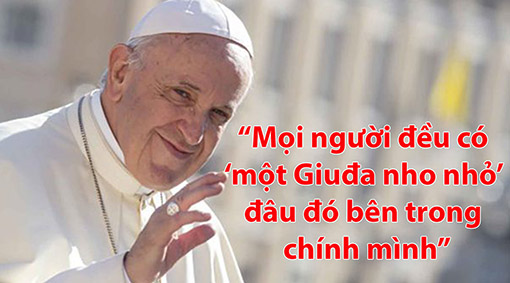 “Mọi người đều có
‘một Giuđa nho nhỏ’
đâu đó bên trong
chính mình”